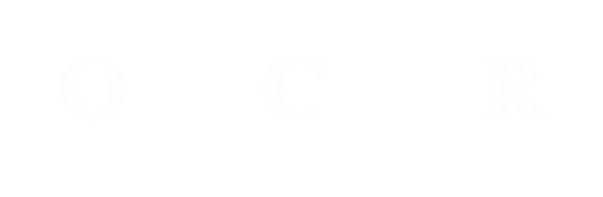 𝕆 ℂ ℝ